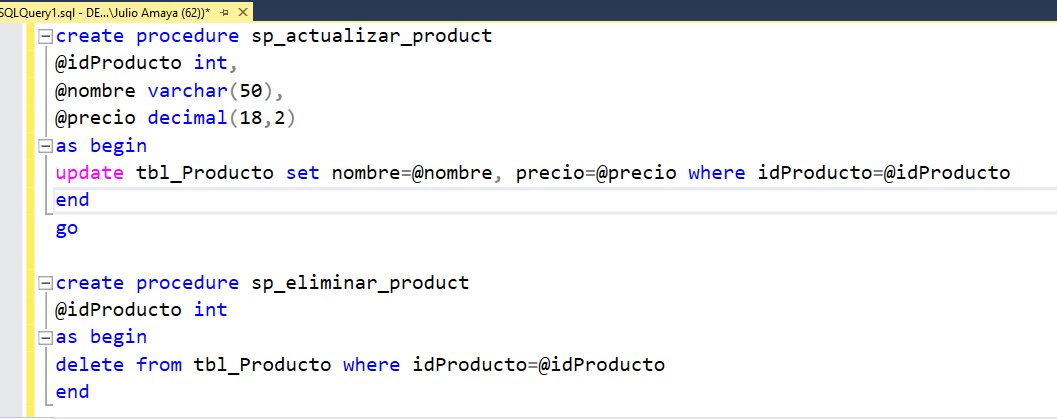 SQLQuery1.sql - DE...\Julio Amaya (62))*
create procedure sp_actualizar_product
@idProducto int,
@nombre varchar(50),
@precio decimal(18,2)
as begin
update tbl_Producto set nombre=@nombre, precio=@precio where idProducto=@idProducto
end
go
create procedure sp_eliminar_product
@idProducto int
as begin
delete from tbl_Producto where idProducto=@idProducto
end